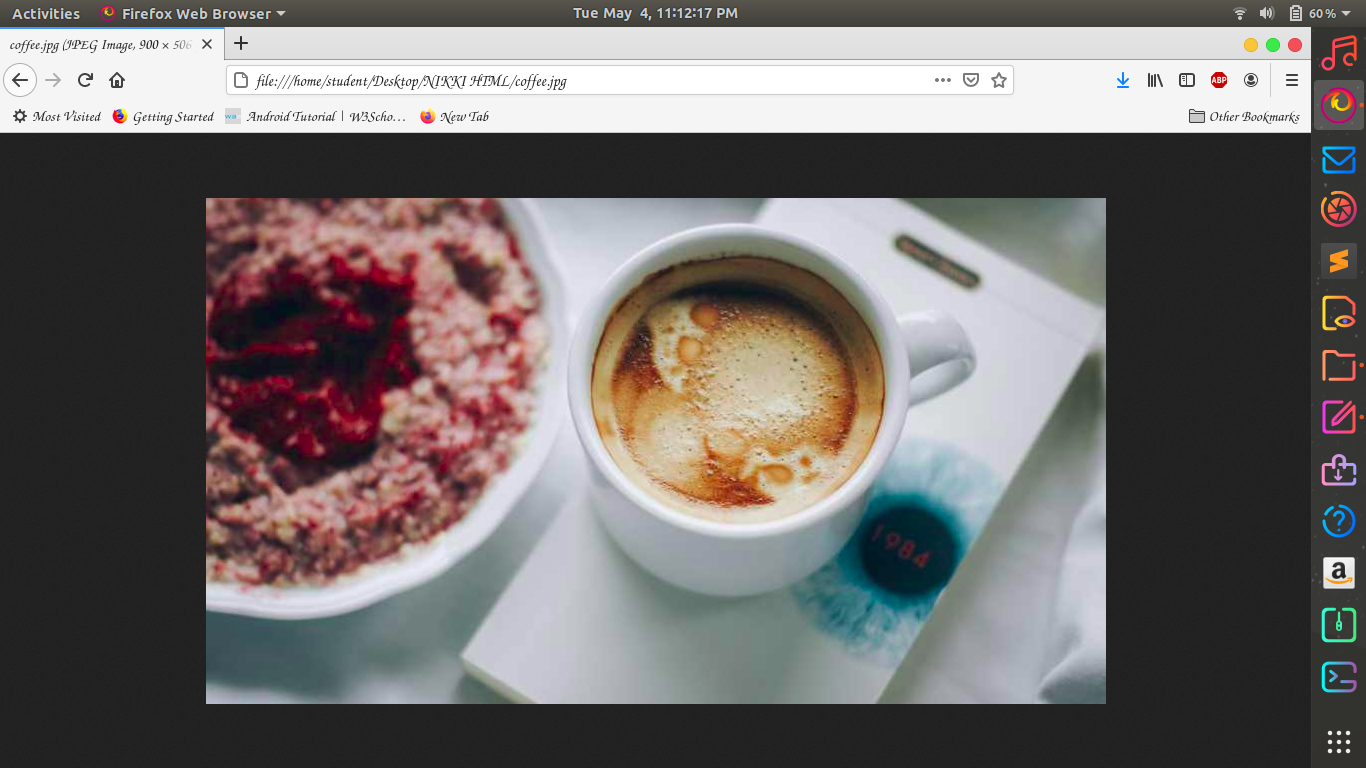 Activities Firefox Web Browser Tue May 4, 11:12:17 PM 60 %
coffee.jpg (JPEG Image, 900 × 506
file:///home/student/Desktop/NIKKI HTML/coffee.jpg ABP
Most Visited Getting Started w3 Android Tutorial | W3Scho… New Tab Other Bookmarks
1984